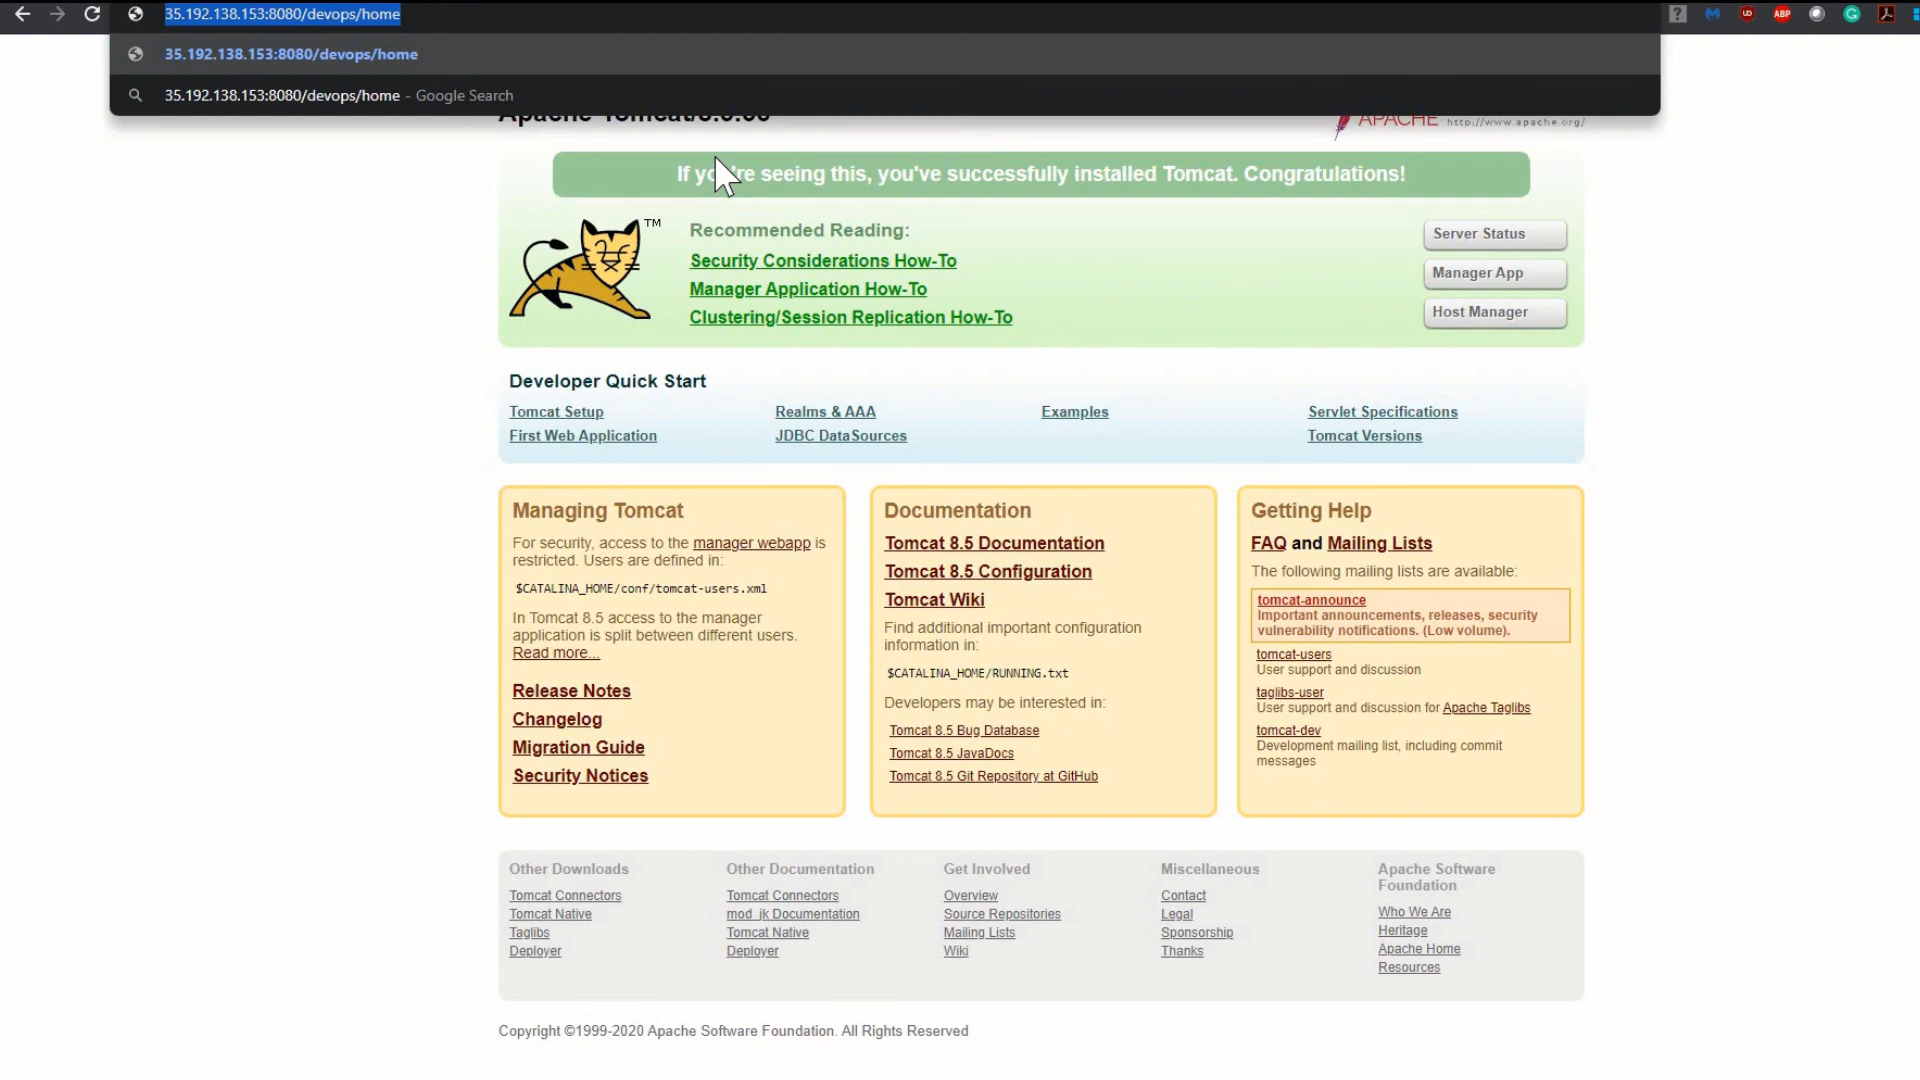 35.192.138.153:8080/devops/home
35.192.138.153:8080/devops/home
35.192.138.153:8080/devops/home - Google Search
Apache Tomcat/8.5
APACHE http://www.apache.org/
If you're seeing this, you've successfully installed Tomcat. Congratulations!
TM
Recommended Reading:
Security Considerations How-To
Manager Application How-To
Clustering/Session Replication How-To
Server Status
Manager App
Host Manager
Developer Quick Start
Tomcat Setup
First Web Application
Realms & AAA
JDBC DataSources
Examples
Servlet Specifications
Tomcat Versions
Managing Tomcat
For security, access to the manager webapp is
restricted. Users are defined in:
$CATALINA_HOME/conf/tomcat-users.xml
In Tomcat 8.5 access to the manager
application is split between different users.
Read more...
Release Notes
Changelog
Migration Guide
Security Notices
Documentation
Tomcat 8.5 Documentation
Tomcat 8.5 Configuration
Tomcat Wiki
Find additional important configuration
information in:
$CATALINA_HOME/RUNNING.txt
Developers may be interested in:
Tomcat 8.5 Bug Database
Tomcat 8.5 JavaDocs
Tomcat 8.5 Git Repository at GitHub
Getting Help
FAQ and Mailing Lists
The following mailing lists are available:
tomcat-announce
Important announcements, releases, security
vulnerability notifications. (Low volume).
tomcat-users
User support and discussion
taglibs-user
User support and discussion for Apache Taglibs
tomcat-dev
Development mailing list, including commit
messages
Other Downloads
Tomcat Connectors
Tomcat Native
Taglibs
Deployer
Other Documentation
Tomcat Connectors
mod_jk Documentation
Tomcat Native
Deployer
Get Involved
Overview
Source Repositories
Mailing Lists
Wiki
Miscellaneous
Contact
Legal
Sponsorship
Thanks
Apache Software
Foundation
Who We Are
Heritage
Apache Home
Resources
Copyright ©1999-2020 Apache Software Foundation. All Rights Reserved